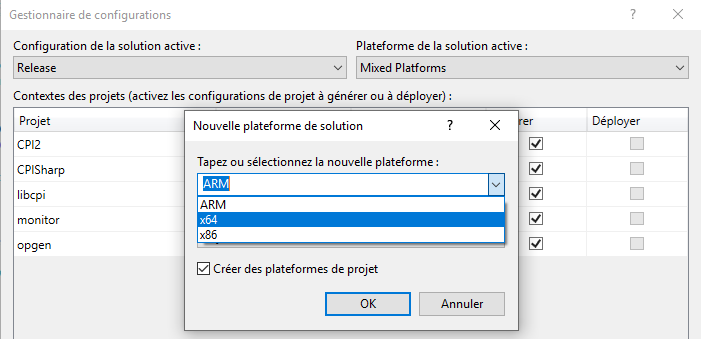 Gestionnaire de configurations
Configuration de la solution active :
Plateforme de la solution active :
Release
Mixed Platforms
Contextes des projets (activez les configurations de projet à générer ou à déployer) :
Projet
Déployer
CPI2
CPISharp
libcpi
monitor
opgen
Nouvelle plateforme de solution
Tapez ou sélectionnez la nouvelle plateforme :
ARM
ARM
x64
x86
Créer des plateformes de projet
OK
Annuler